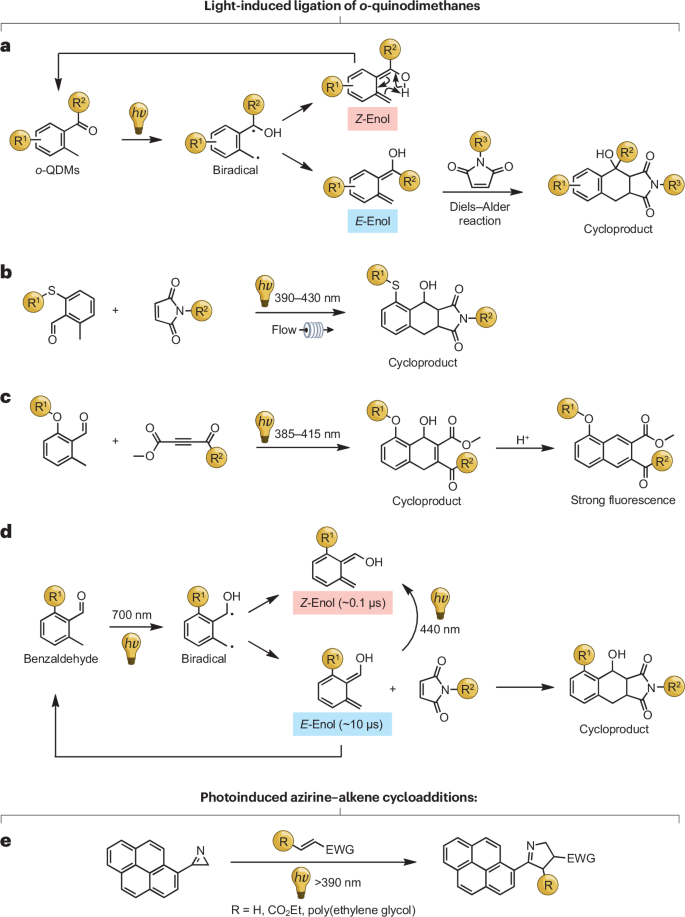 Light-induced ligation of o-quinodimethanes
a
R¹
R²
O
o-QDMs
hν
R¹
R²
OH
Biradical
R²
R¹
O
H
Z-Enol
OH
R¹
R²
E-Enol
R³
N
O
O
Diels–Alder
reaction
HO
R²
O
R¹
N
R³
O
Cycloproduct
b
R¹
S
O
+
O
N
R²
O
hν
390–430 nm
Flow
R¹
S
OH
O
N
R²
O
Cycloproduct
c
R¹
O
O
+
O
O
O
R²
hν
385–415 nm
R¹
O
OH
O
O
R²
O
Cycloproduct
H⁺
R¹
O
O
O
R²
O
Strong fluorescence
d
R¹
O
Benzaldehyde
700 nm
hν
R¹
OH
Biradical
R¹
OH
Z-Enol (~0.1 µs)
hν
440 nm
R¹
OH
E-Enol (~10 µs)
+
O
N
R²
O
R¹
OH
O
N
R²
O
Cycloproduct
Photoinduced azirine–alkene cycloadditions:
e
N
R
EWG
hν
>390 nm
R = H, CO₂Et, poly(ethylene glycol)
N
EWG
R